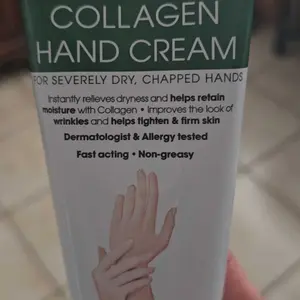 COLLAGEN
HAND CREAM
FOR SEVERELY DRY, CHAPPED HANDS
Instantly relieves dryness and helps retain
moisture with Collagen • Improves the look of
wrinkles and helps tighten & firm skin
Dermatologist & Allergy tested
Fast acting • Non-greasy